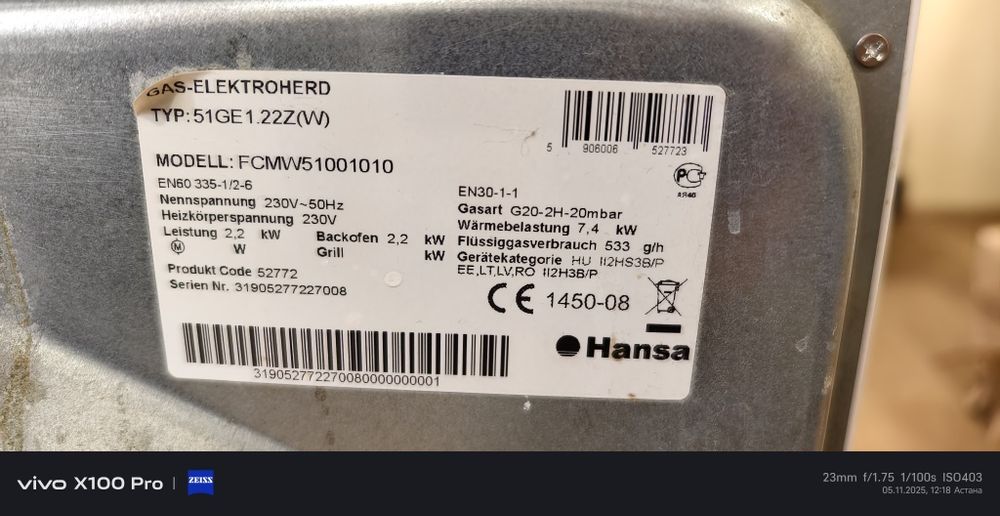 GAS-ELEKTROHERD
TYP: 51GE1.22Z(W)
5 906006 527723
MODELL: FCMW51001010
EN60 335-1/2-6
Nennspannung 230V~50Hz
Heizkörperspannung 230V
Leistung 2,2 kW Backofen 2,2 kW
M W Grill kW
Produkt Code 52772
Serien Nr. 31905277227008
EN30-1-1
Gasart G20-2H-20mbar
Wärmebelastung 7,4 kW
Flüssiggasverbrauch 533 g/h
Gerätekategorie HU II2HS3B/P
EE,LT,LV,RO II2H3B/P
CE 1450-08
Hansa
319052772270080000000001
vivo X100 Pro | ZEISS
23mm f/1.75 1/100s ISO403
05.11.2025, 12:18 Астана